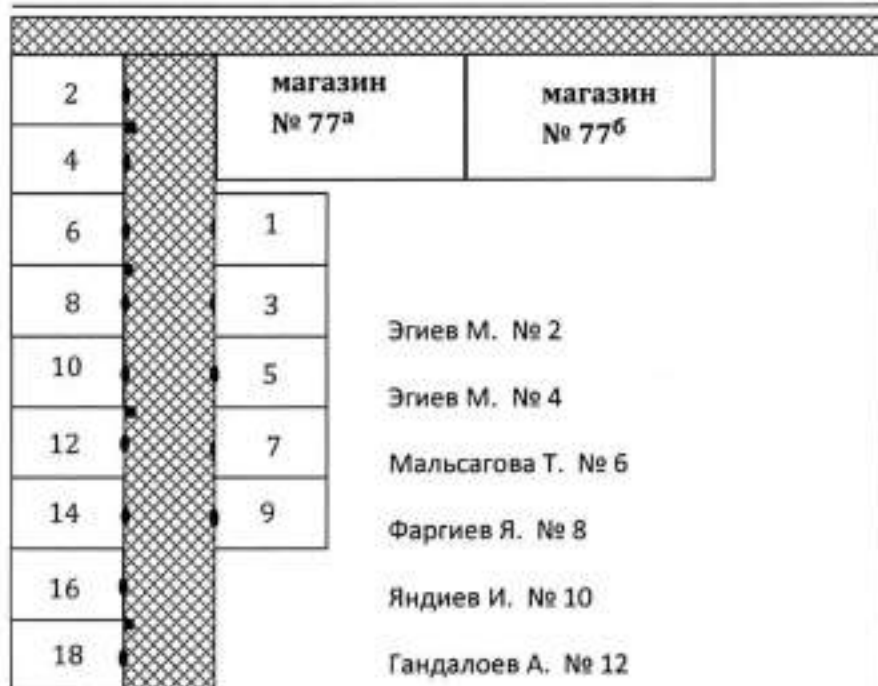 магазин
№ 77а
магазин
№ 77б
2
4
6
1
8
3
10
5
12
7
14
9
16
18
Эгиев М. № 2
Эгиев М. № 4
Мальсагова Т. № 6
Фаргиев Я. № 8
Яндиев И. № 10
Гандалоев А. № 12